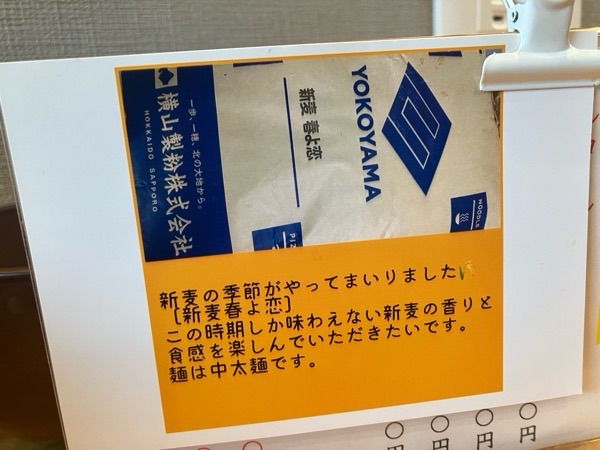 YOKOYAMA
新麦 春よ恋
一歩、一穂、北の大地から。
横山製粉株式会社
HOKKAIDO SAPPORO
NOODLE
新麦の季節がやってまいりました
[新麦春よ恋]
この時期しか味わえない新麦の香りと
食感を楽しんでいただきたいです。
麺は中太麺です。
〇〇〇〇
円円円円